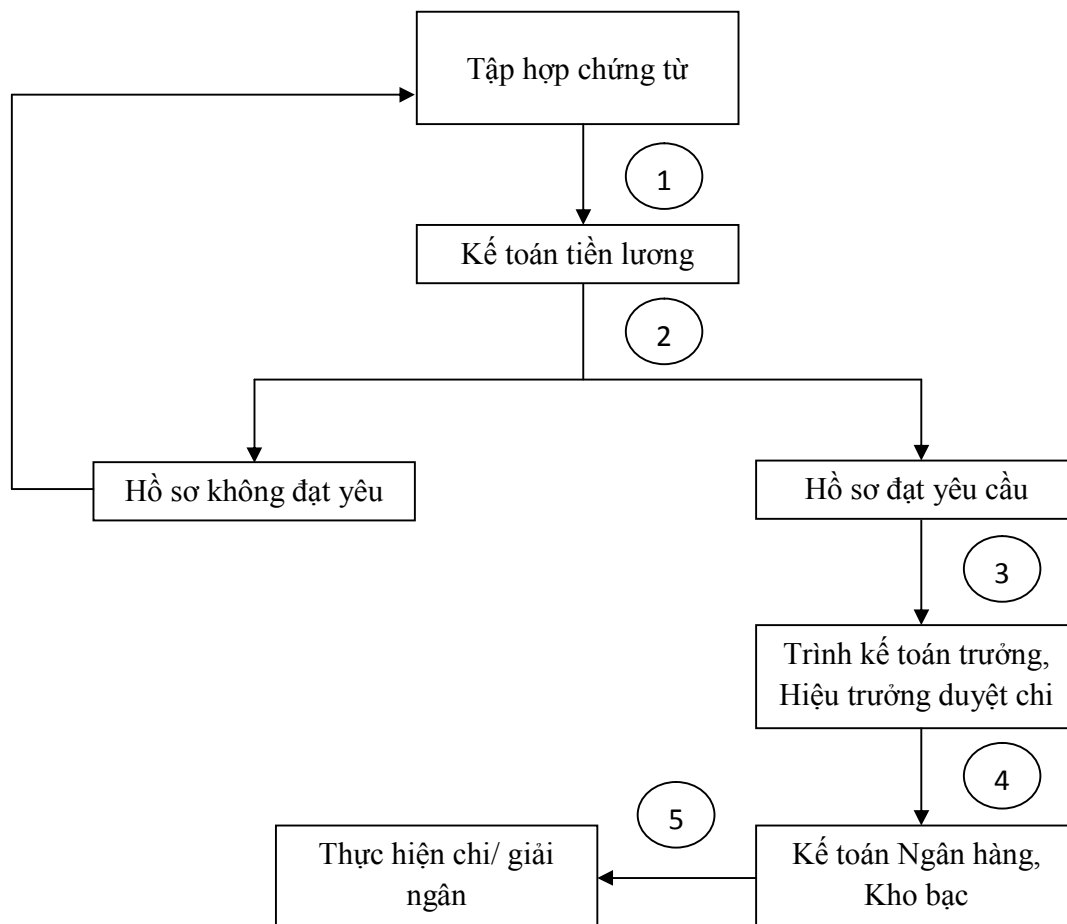 Tập hợp chứng từ
1
Kế toán tiền lương
2
Hồ sơ không đạt yêu
Hồ sơ đạt yêu cầu
3
Trình kế toán trưởng,
Hiệu trưởng duyệt chi
4
5
Thực hiện chi/ giải
ngân
Kế toán Ngân hàng,
Kho bạc